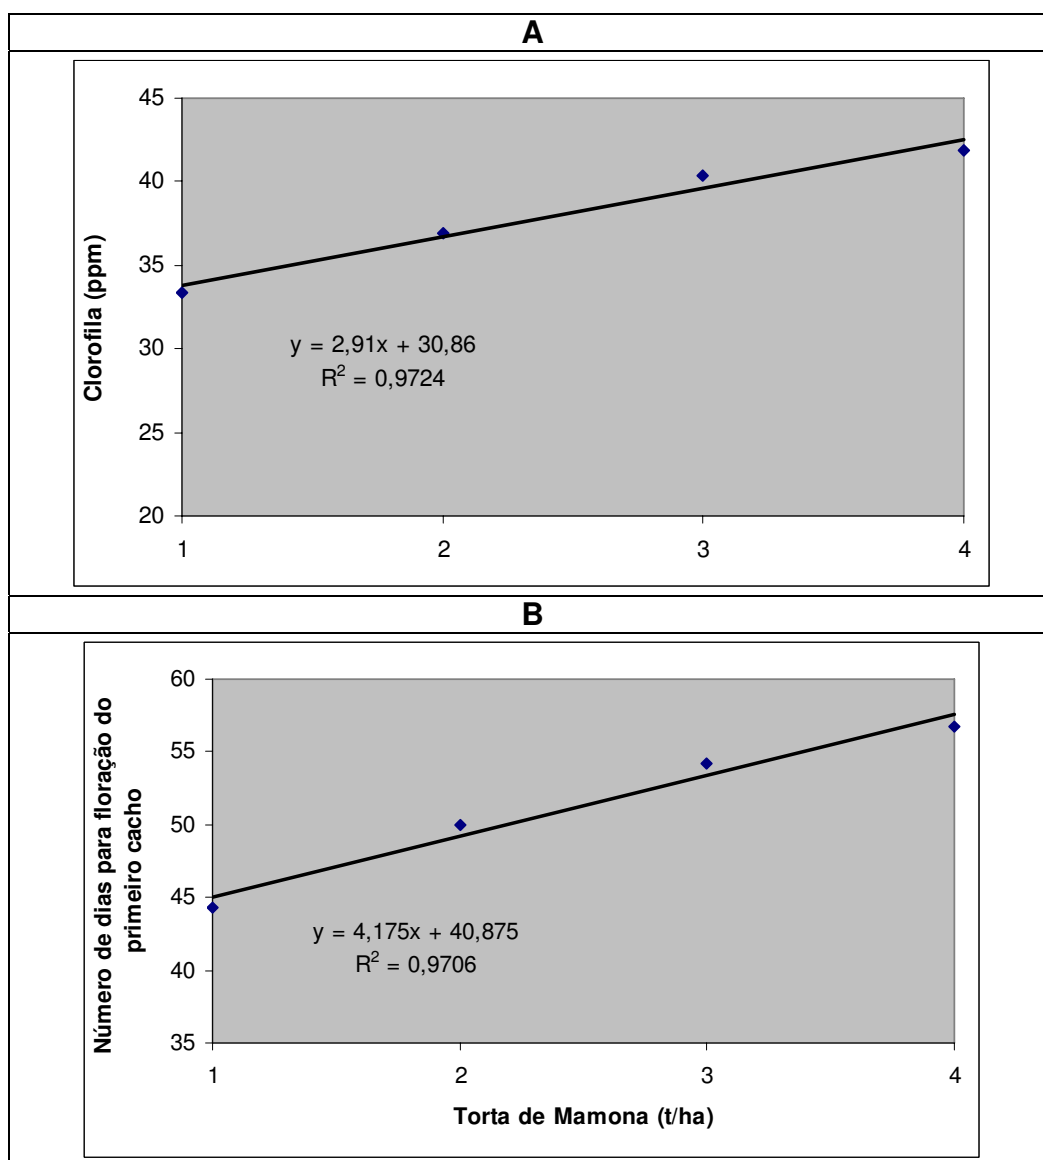 A
45
40
35
30
25
20
Clorofila (ppm)
y = 2,91x + 30,86
R² = 0,9724
1 2 3 4
B
60
55
50
45
40
35
Número de dias para floração do
primeiro cacho
y = 4,175x + 40,875
R² = 0,9706
1 2 3 4
Torta de Mamona (t/ha)